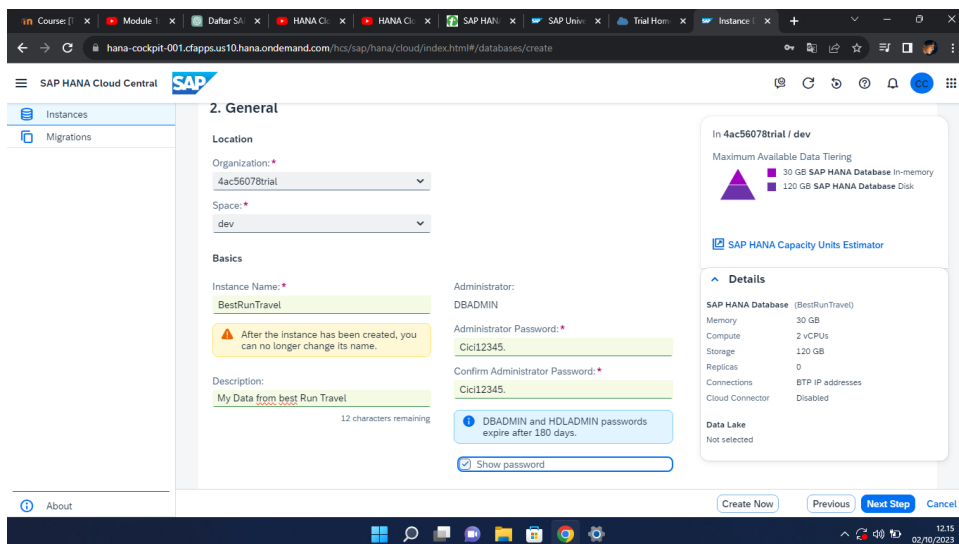 Course: [T
Module 1
Daftar SA
HANA Clo
HANA Clo
SAP HAN
SAP Unive
Trial Hom
Instance D
hana-cockpit-001.cfapps.us10.hana.ondemand.com/hcs/sap/hana/cloud/index.html#/databases/create
SAP HANA Cloud Central
SAP
CC
Instances
Migrations
2. General
Location
Organization:*
4ac56078trial
Space:*
dev
Basics
Instance Name:*
BestRunTravel
After the instance has been created, you
can no longer change its name.
Description:
My Data from best Run Travel
12 characters remaining
Administrator:
DBADMIN
Administrator Password:*
Cici12345.
Confirm Administrator Password:*
Cici12345.
DBADMIN and HDLADMIN passwords
expire after 180 days.
Show password
In 4ac56078trial / dev
Maximum Available Data Tiering
30 GB SAP HANA Database In-memory
120 GB SAP HANA Database Disk
SAP HANA Capacity Units Estimator
Details
SAP HANA Database (BestRunTravel)
Memory 30 GB
Compute 2 vCPUs
Storage 120 GB
Replicas 0
Connections BTP IP addresses
Cloud Connector Disabled
Data Lake
Not selected
About
Create Now
Previous
Next Step
Cancel
12.15
02/10/2023